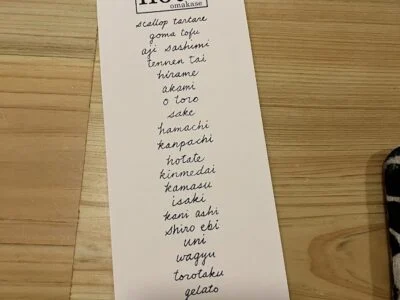 omakase
scallop tartare
goma tofu
aji sashimi
tennen tai
hirame
akami
o toro
sake
hamachi
kanpachi
hotate
kinmedai
kamasu
isaki
kani ashi
shiro ebi
uni
wagyu
torotaku
gelato